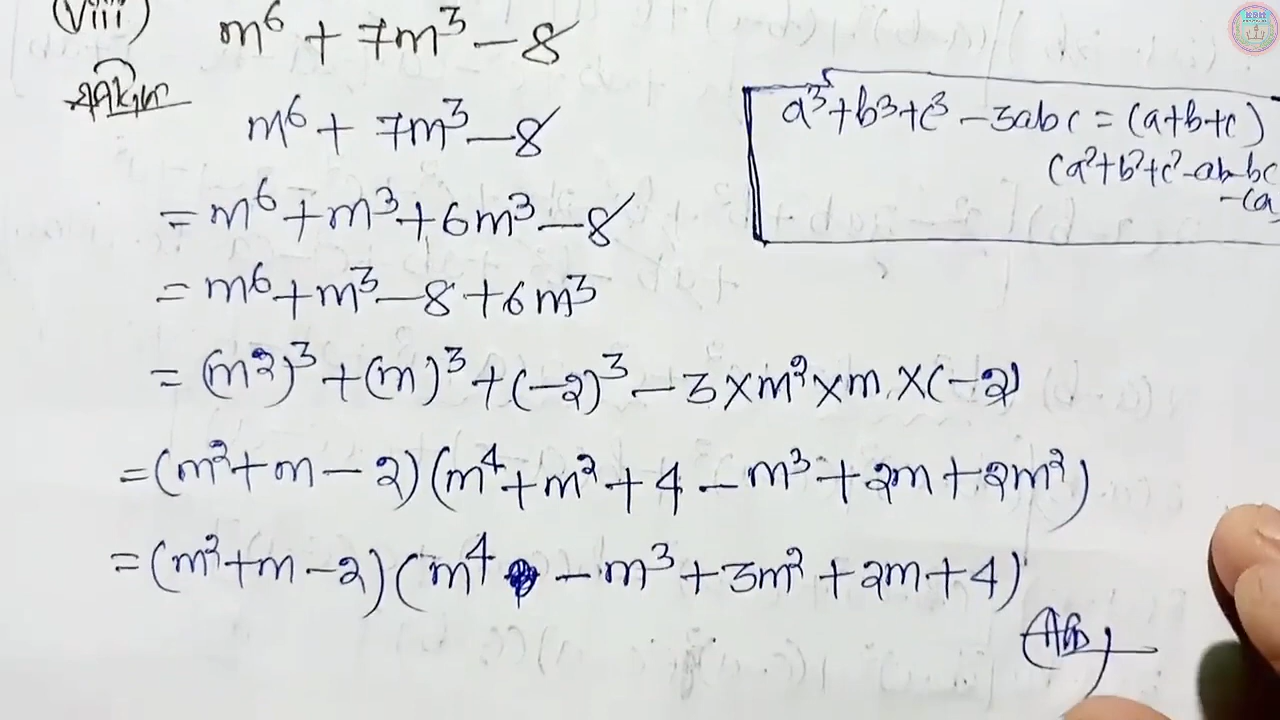 (viii) m⁶ + 7m³ − 8
সমাধান
m⁶ + 7m³ − 8
= m⁶ + m³ + 6m³ − 8
= m⁶ + m³ − 8 + 6m³
= (m²)³ + (m)³ + (−2)³ − 3 × m² × m × (−2)
= (m² + m − 2) (m⁴ + m² + 4 − m³ + 2m + 2m²)
= (m² + m − 2) (m⁴ − m³ + 3m² + 2m + 4)
a³ + b³ + c³ − 3abc = (a + b + c)
(a² + b² + c² − ab − bc
− ca